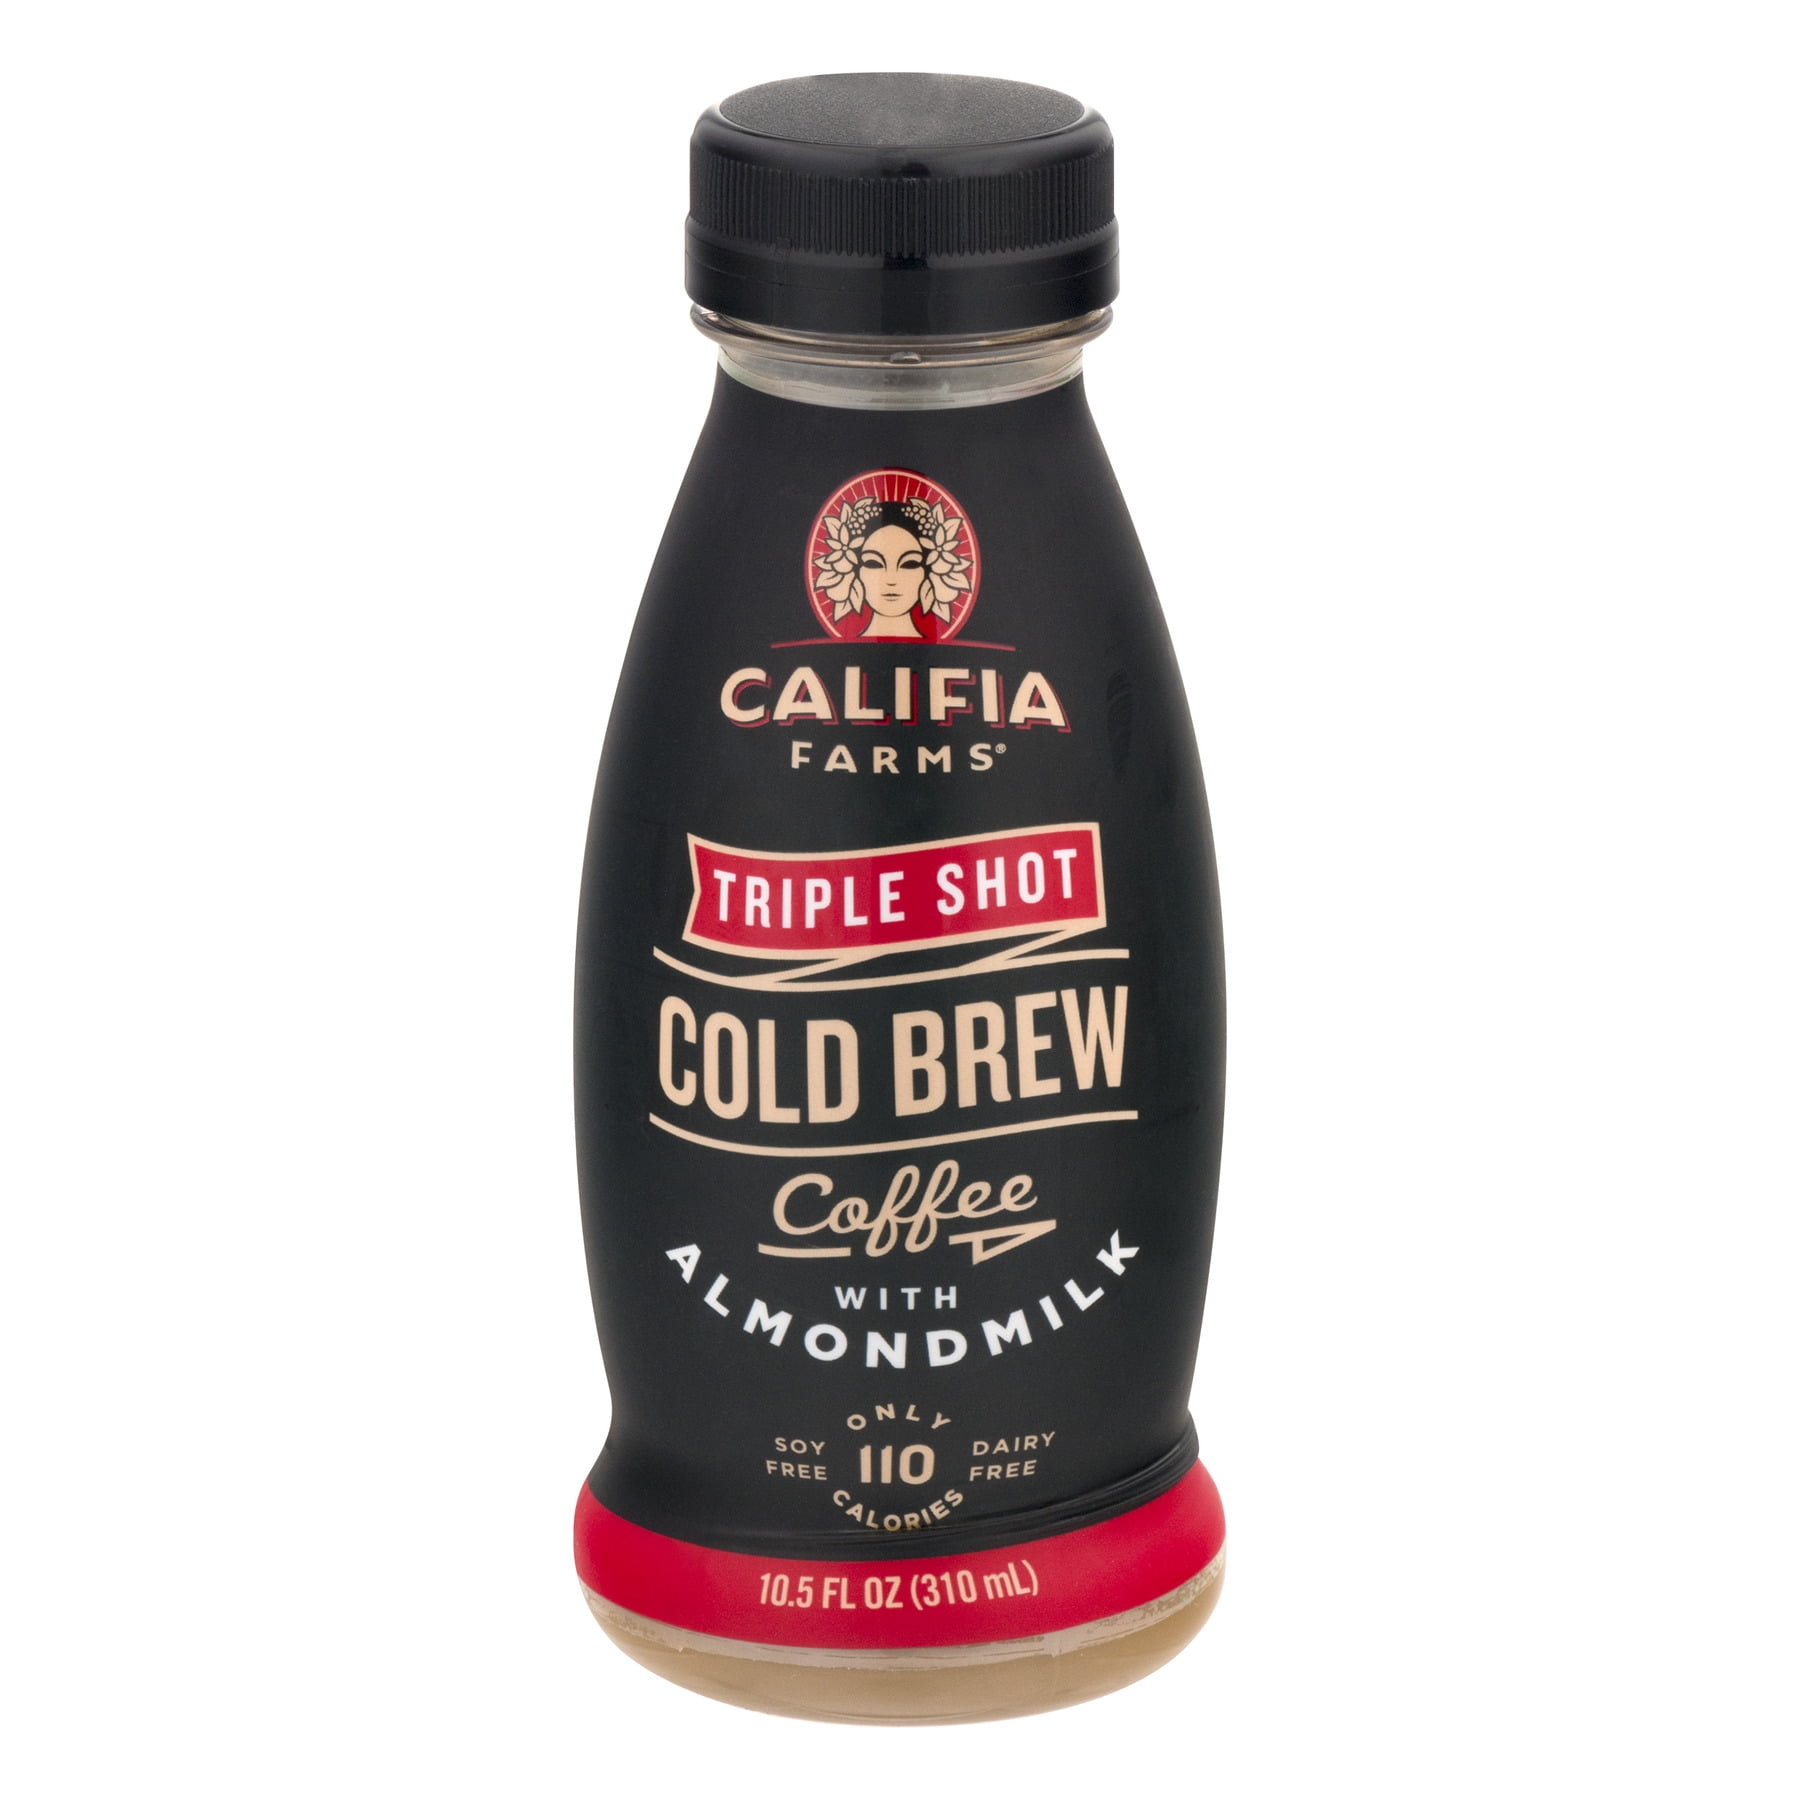 CALIFIA
FARMS®
TRIPLE SHOT
COLD BREW
Coffee
WITH
ALMONDMILK
SOY
FREE
ONLY
110
CALORIES
DAIRY
FREE
10.5 FL OZ (310 mL)